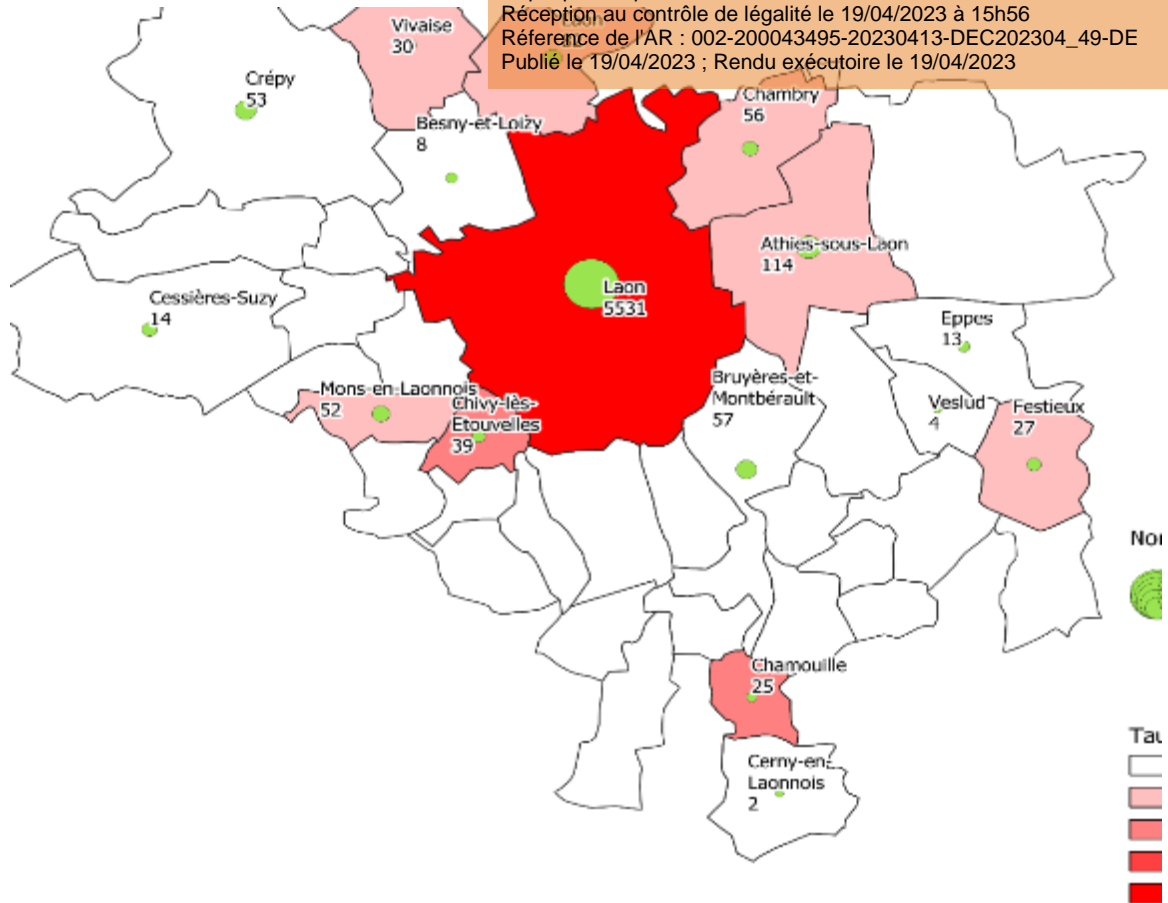 Réception au contrôle de légalité le 19/04/2023 à 15h56
Réference de l'AR : 002-200043495-20230413-DEC202304_49-DE
Publié le 19/04/2023 ; Rendu exécutoire le 19/04/2023
Vivaise
30
Crépy
53
Chambry
56
Besny-et-Loizy
8
Athies-sous-Laon
114
Laon
5531
Cessières-Suzy
14
Eppes
13
Mons-en-Laonnois
52
Chivy-lès-
Etouvelles
39
Bruyères-et-
Montbérault
57
Veslud
4
Festieux
27
Nor
Chamouille
25
Tau
Cerny-en-
Laonnois
2